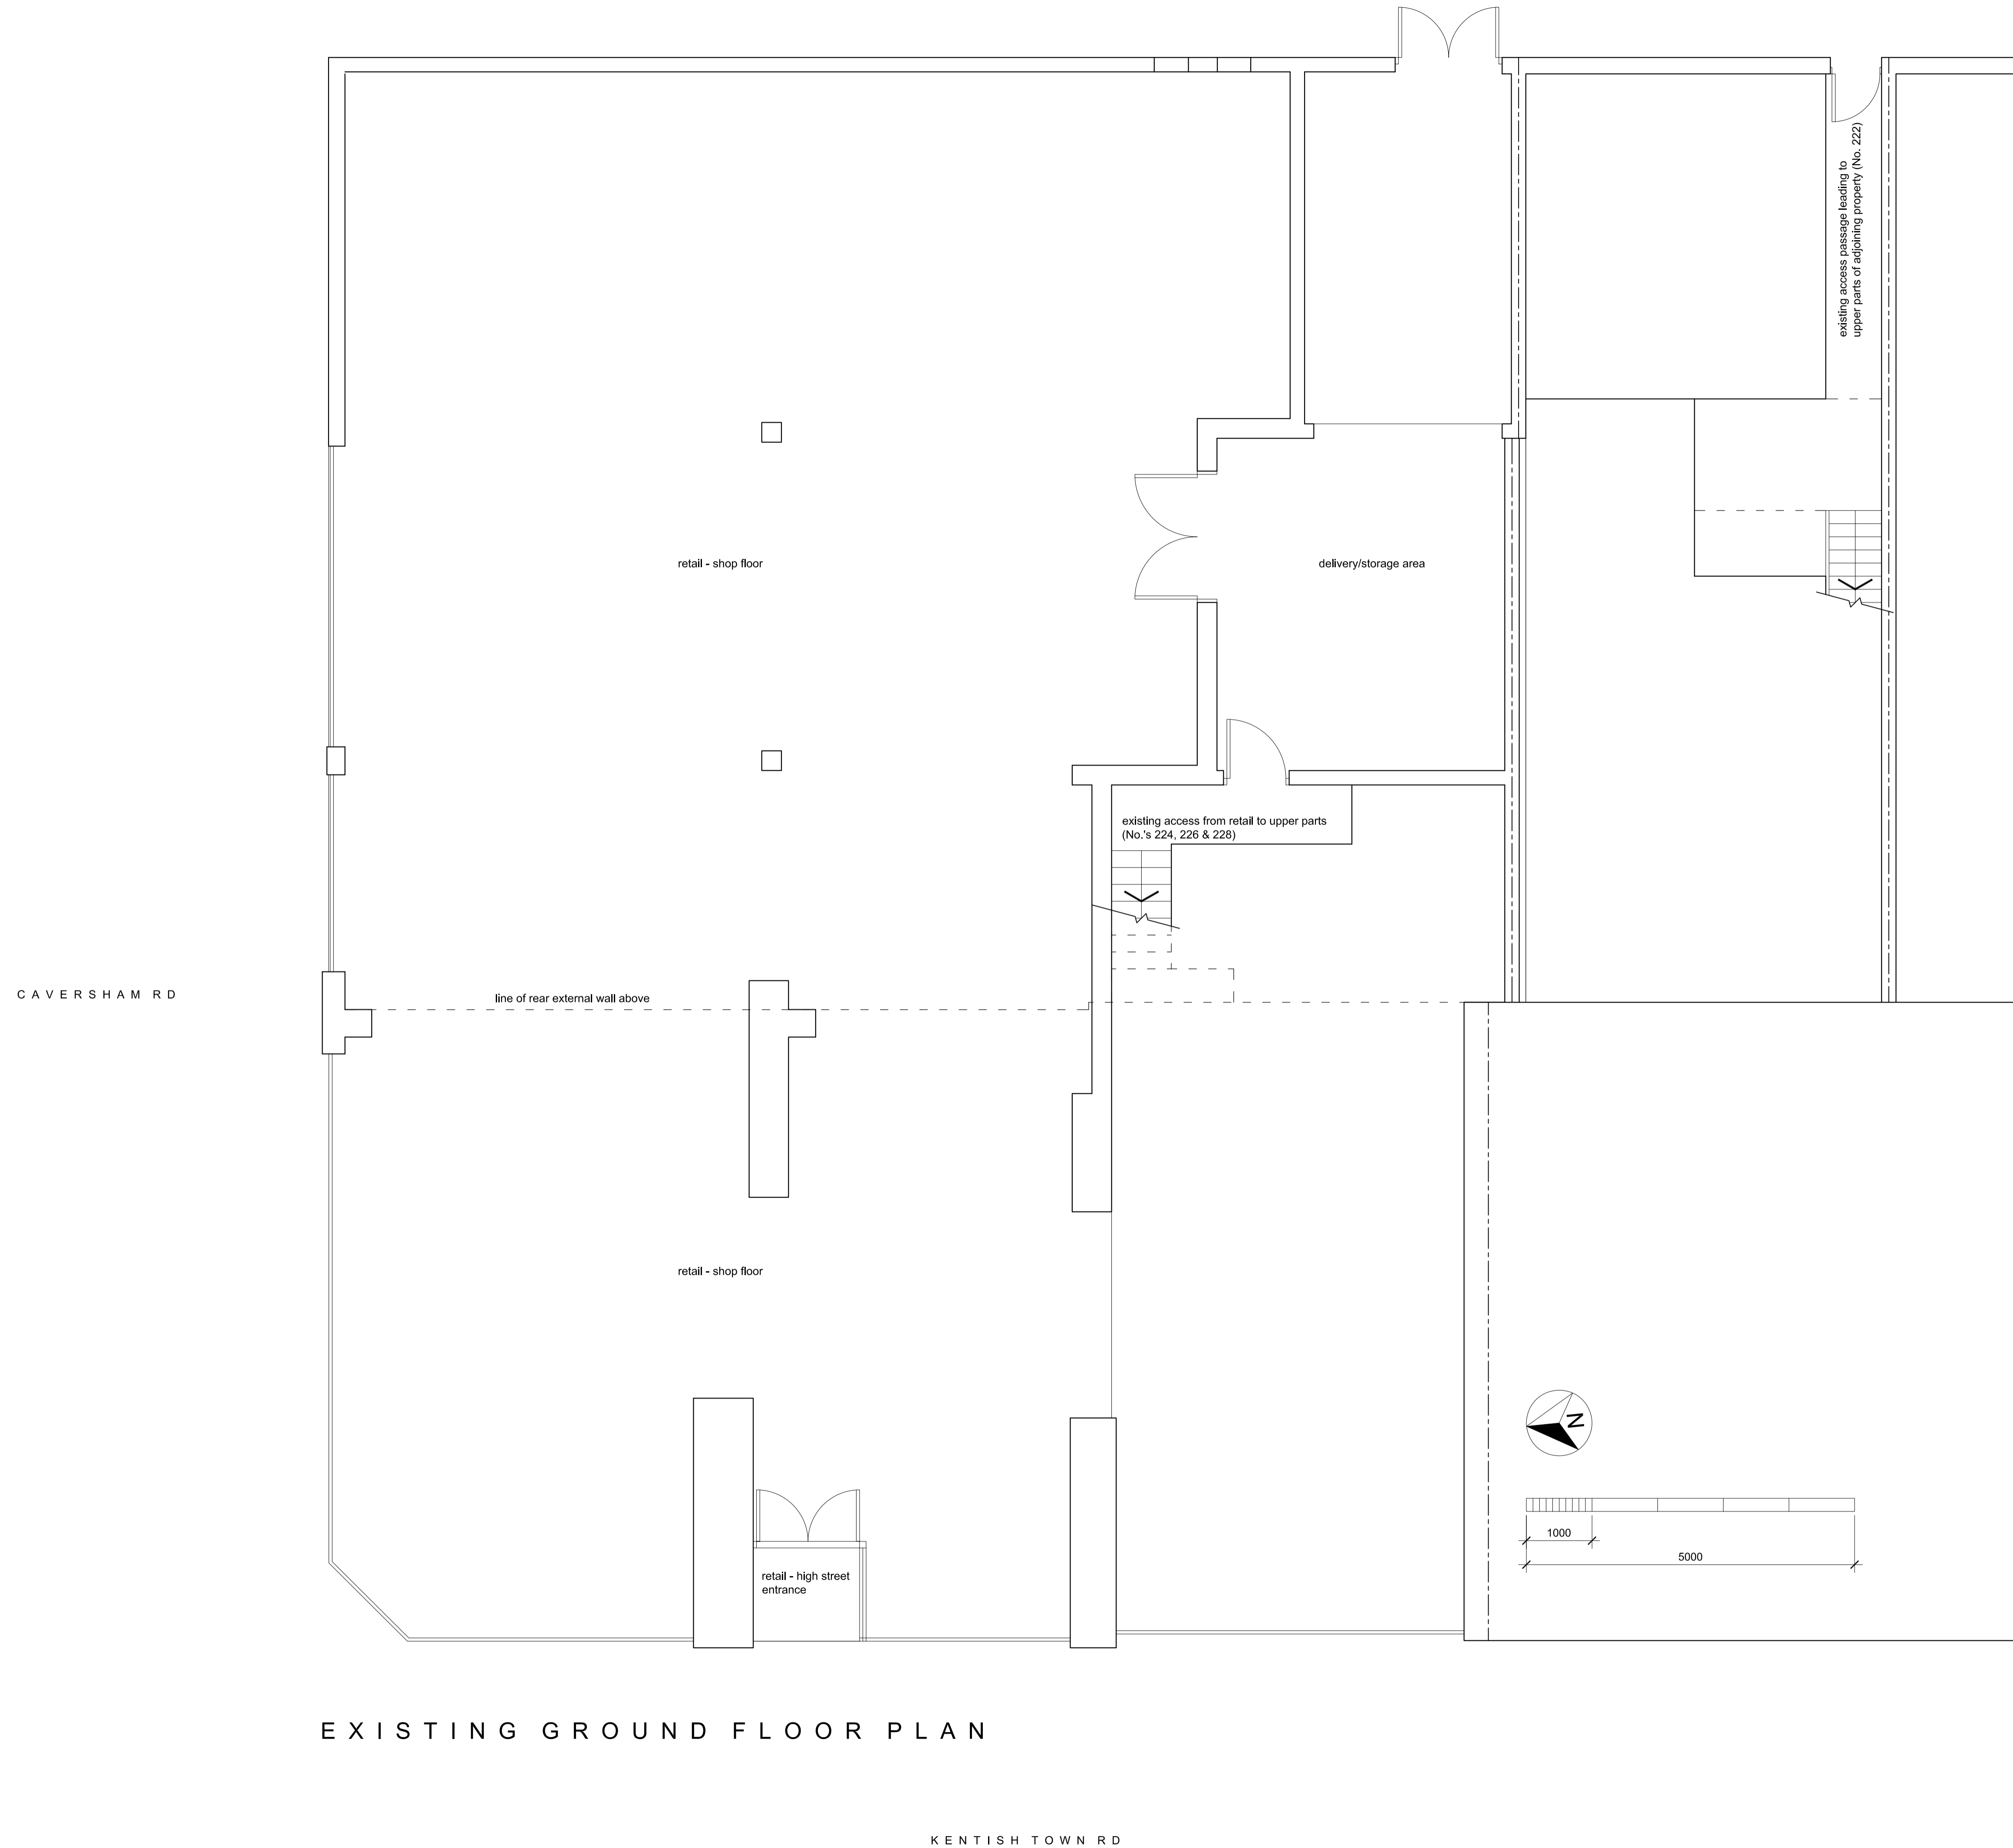 existing access passage leading to
upper parts of adjoining property (No. 222)
retail - shop floor
delivery/storage area
existing access from retail to upper parts
(No.'s 224, 226 & 228)
CAVERSHAM RD
line of rear external wall above
retail - shop floor
N
1000
5000
retail - high street
entrance
EXISTING GROUND FLOOR PLAN
KENTISH TOWN RD